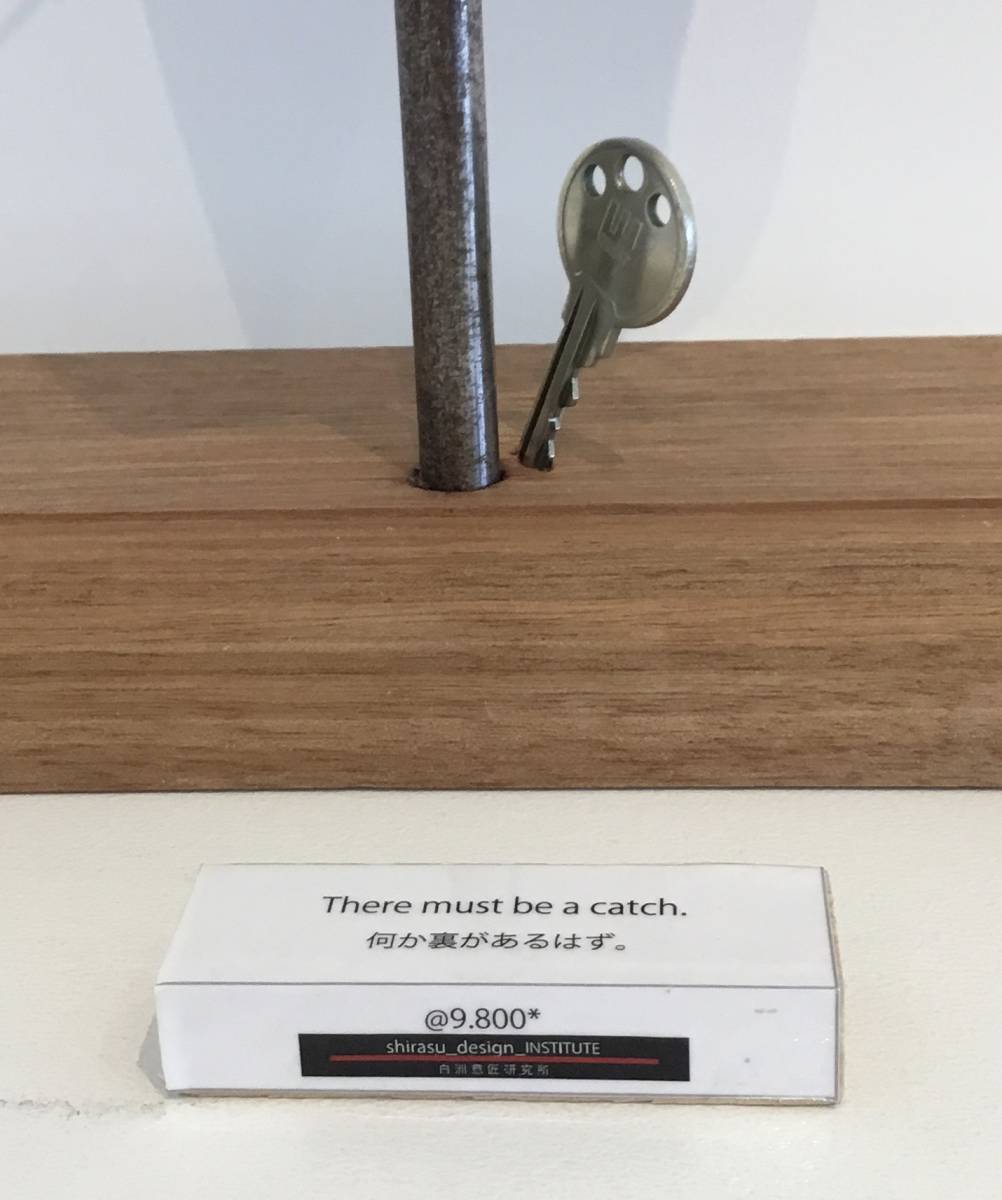 There must be a catch.
何か裏があるはず。
@9.800*
shirasu_design_INSTITUTE
白洲意匠研究所